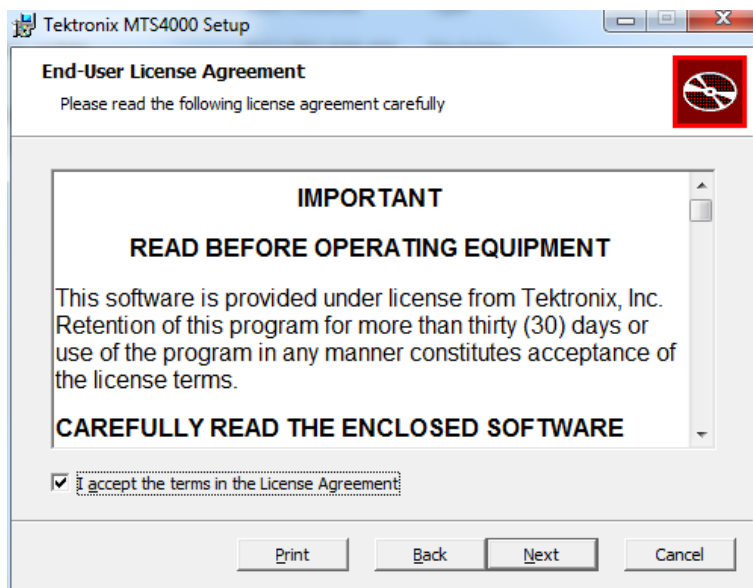 Tektronix MTS4000 Setup
End-User License Agreement
Please read the following license agreement carefully
IMPORTANT
READ BEFORE OPERATING EQUIPMENT
This software is provided under license from Tektronix, Inc.
Retention of this program for more than thirty (30) days or
use of the program in any manner constitutes acceptance of
the license terms.
CAREFULLY READ THE ENCLOSED SOFTWARE
I accept the terms in the License Agreement
Print Back Next Cancel